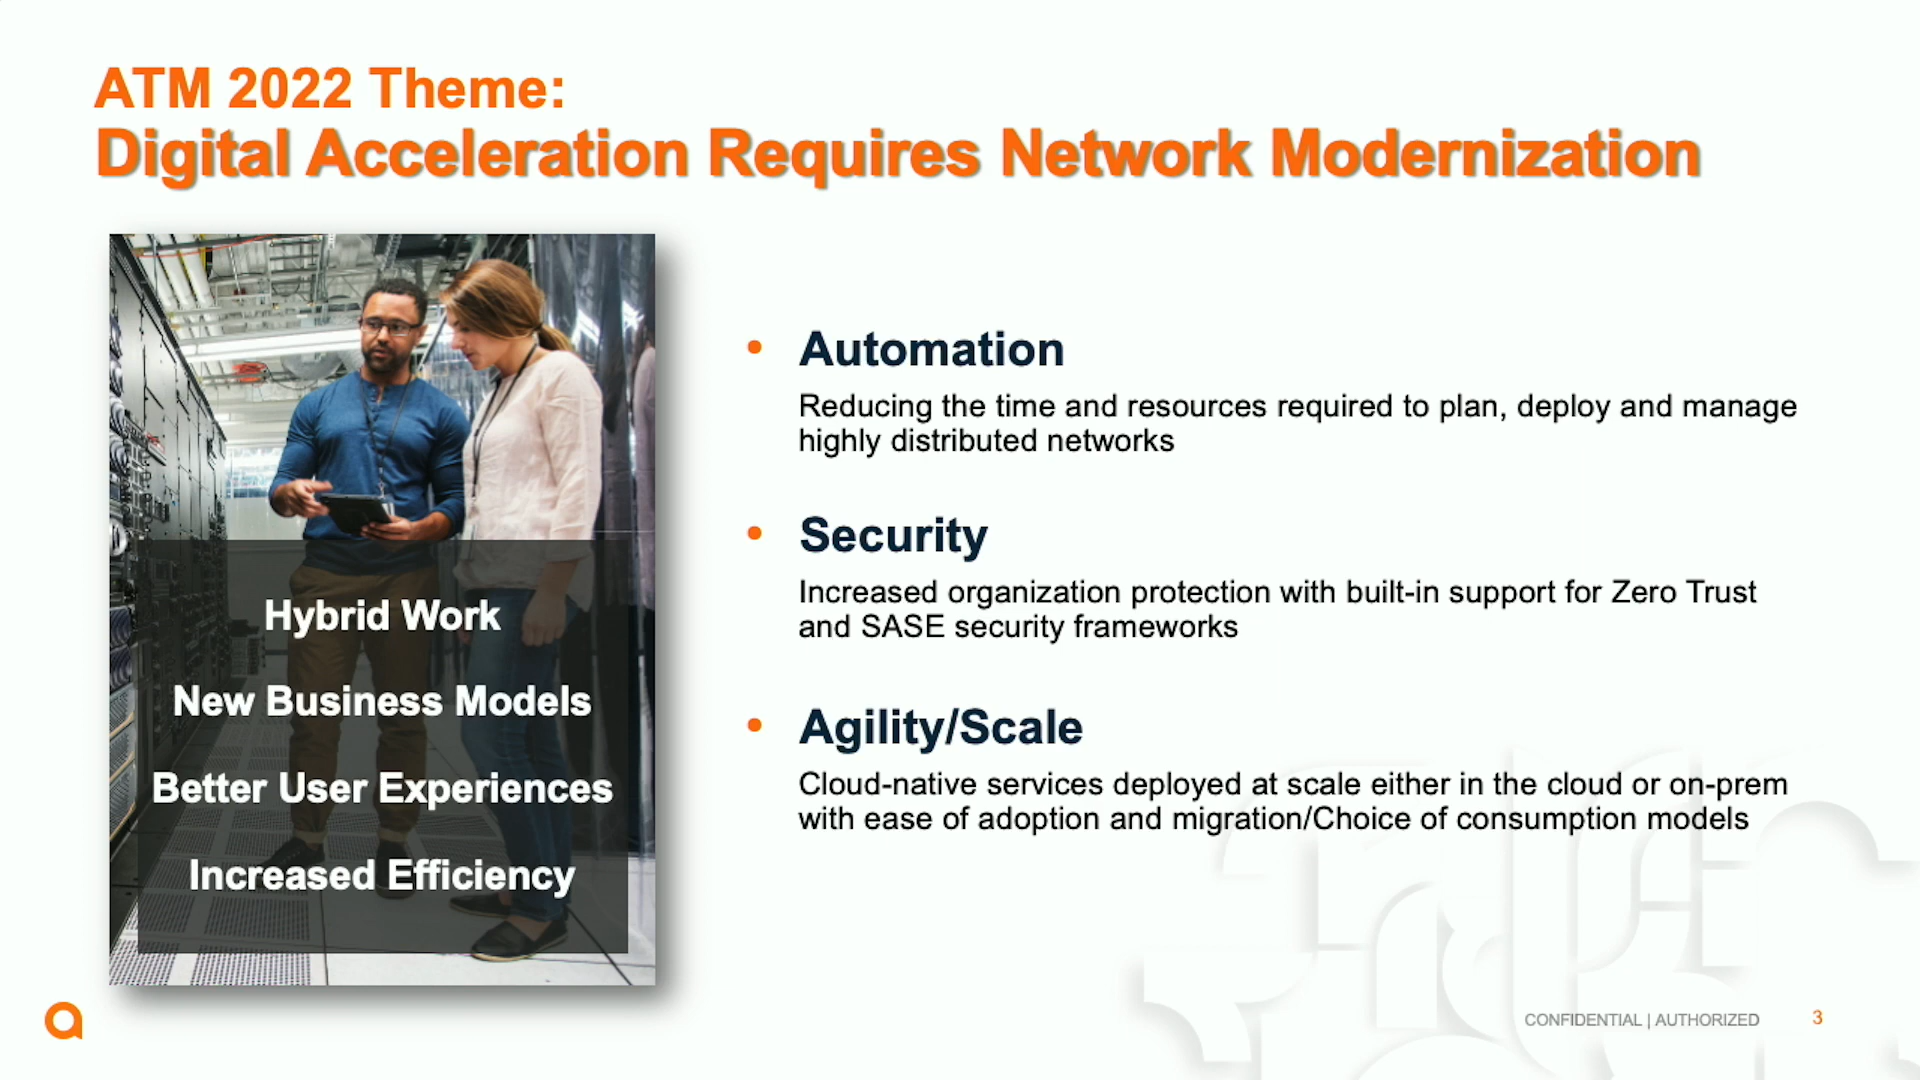 ATM 2022 Theme:
Digital Acceleration Requires Network Modernization
Hybrid Work
New Business Models
Better User Experiences
Increased Efficiency
• Automation
Reducing the time and resources required to plan, deploy and manage
highly distributed networks
• Security
Increased organization protection with built-in support for Zero Trust
and SASE security frameworks
• Agility/Scale
Cloud-native services deployed at scale either in the cloud or on-prem
with ease of adoption and migration/Choice of consumption models
CONFIDENTIAL | AUTHORIZED 3